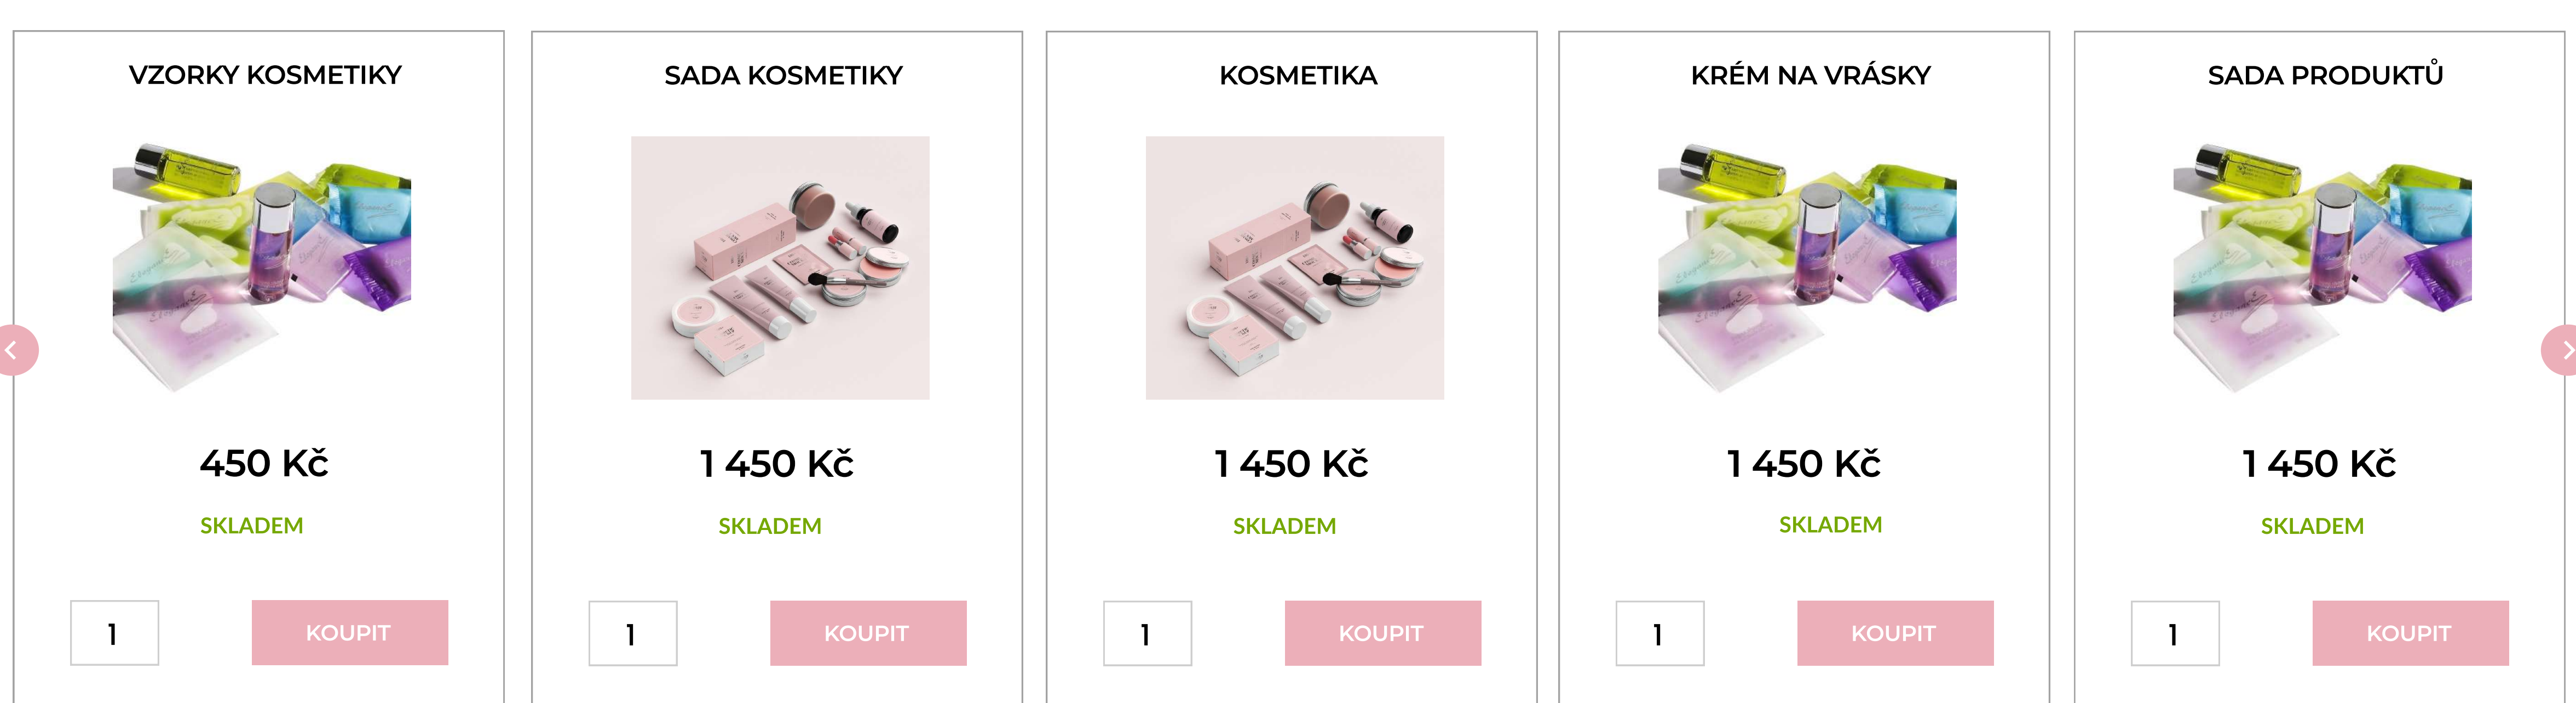 VZORKY KOSMETIKY
450 Kč
SKLADEM
1
KOUPIT
SADA KOSMETIKY
1 450 Kč
SKLADEM
1
KOUPIT
KOSMETIKA
1 450 Kč
SKLADEM
1
KOUPIT
KRÉM NA VRÁSKY
1 450 Kč
SKLADEM
1
KOUPIT
SADA PRODUKTŮ
1 450 Kč
SKLADEM
1
KOUPIT